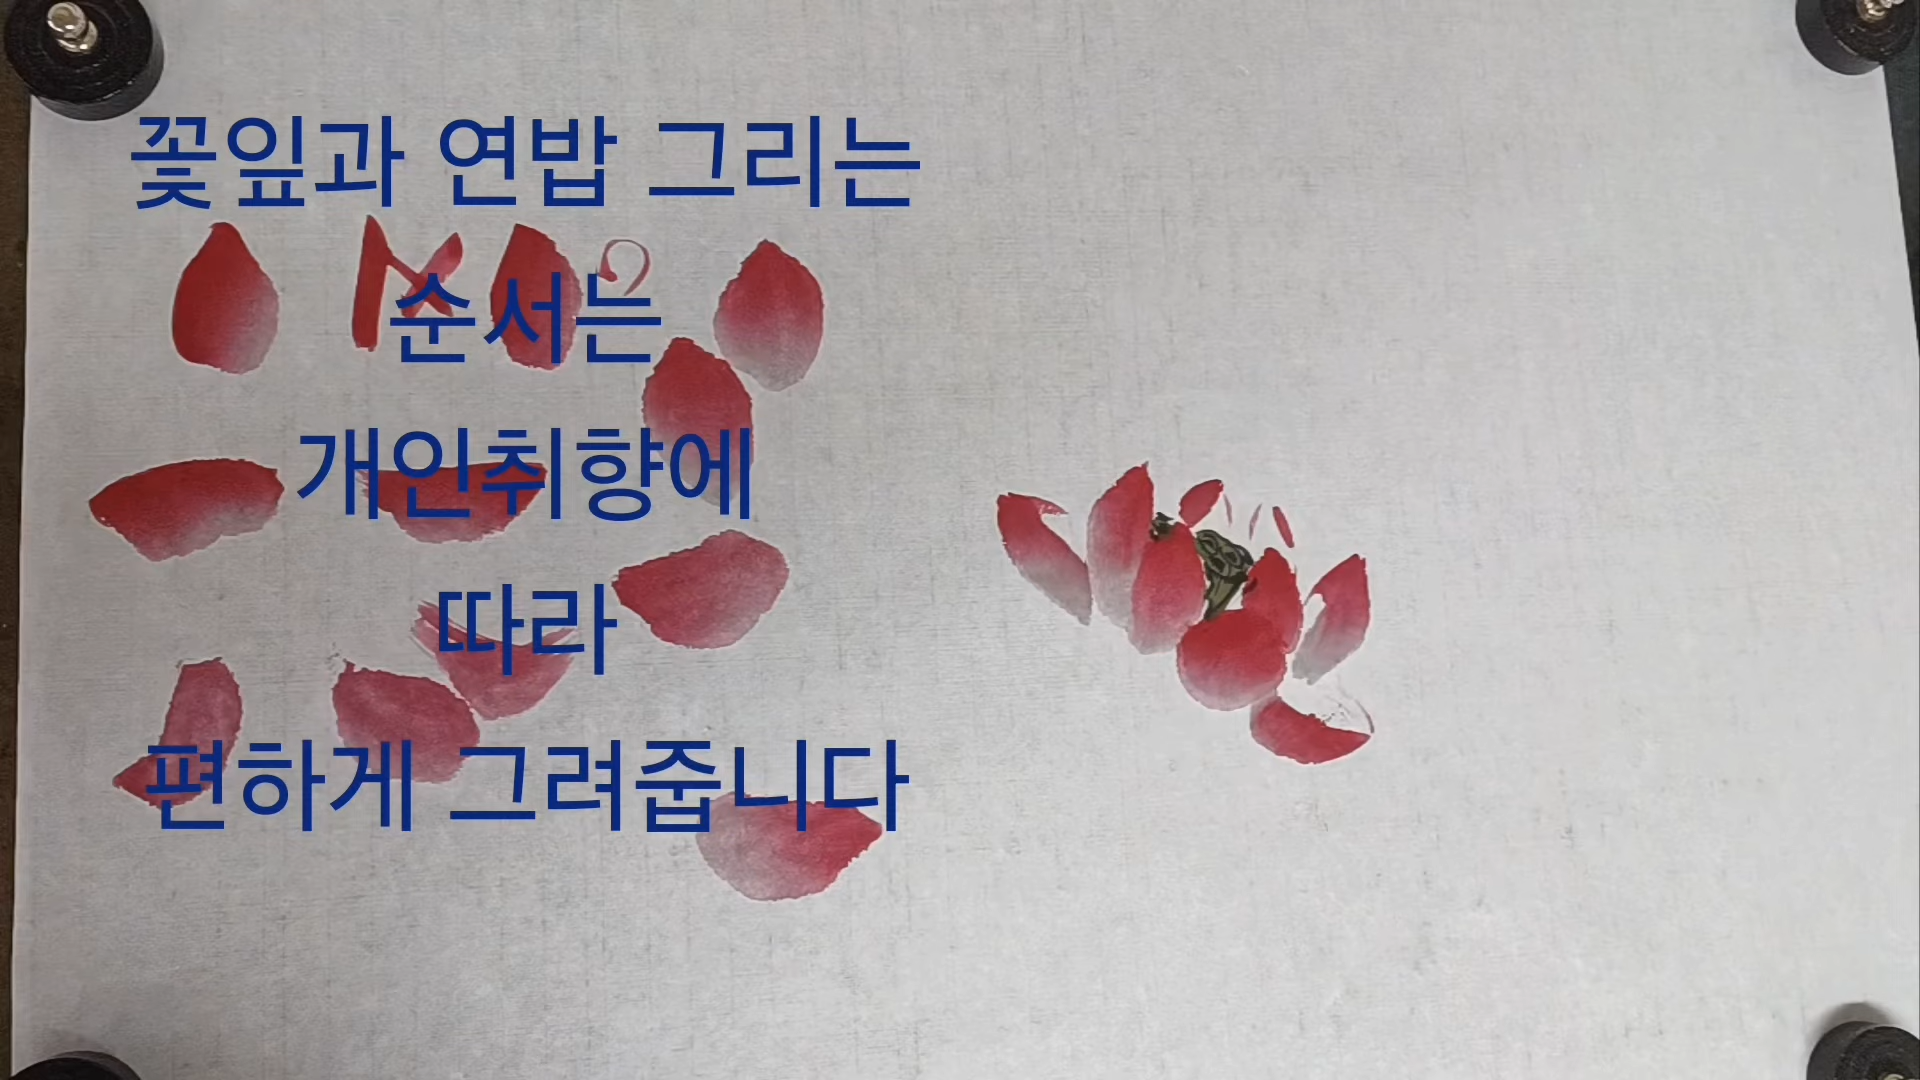 꽃잎과 연밥 그리는
순서는
개인취향에
따라
편하게 그려줍니다